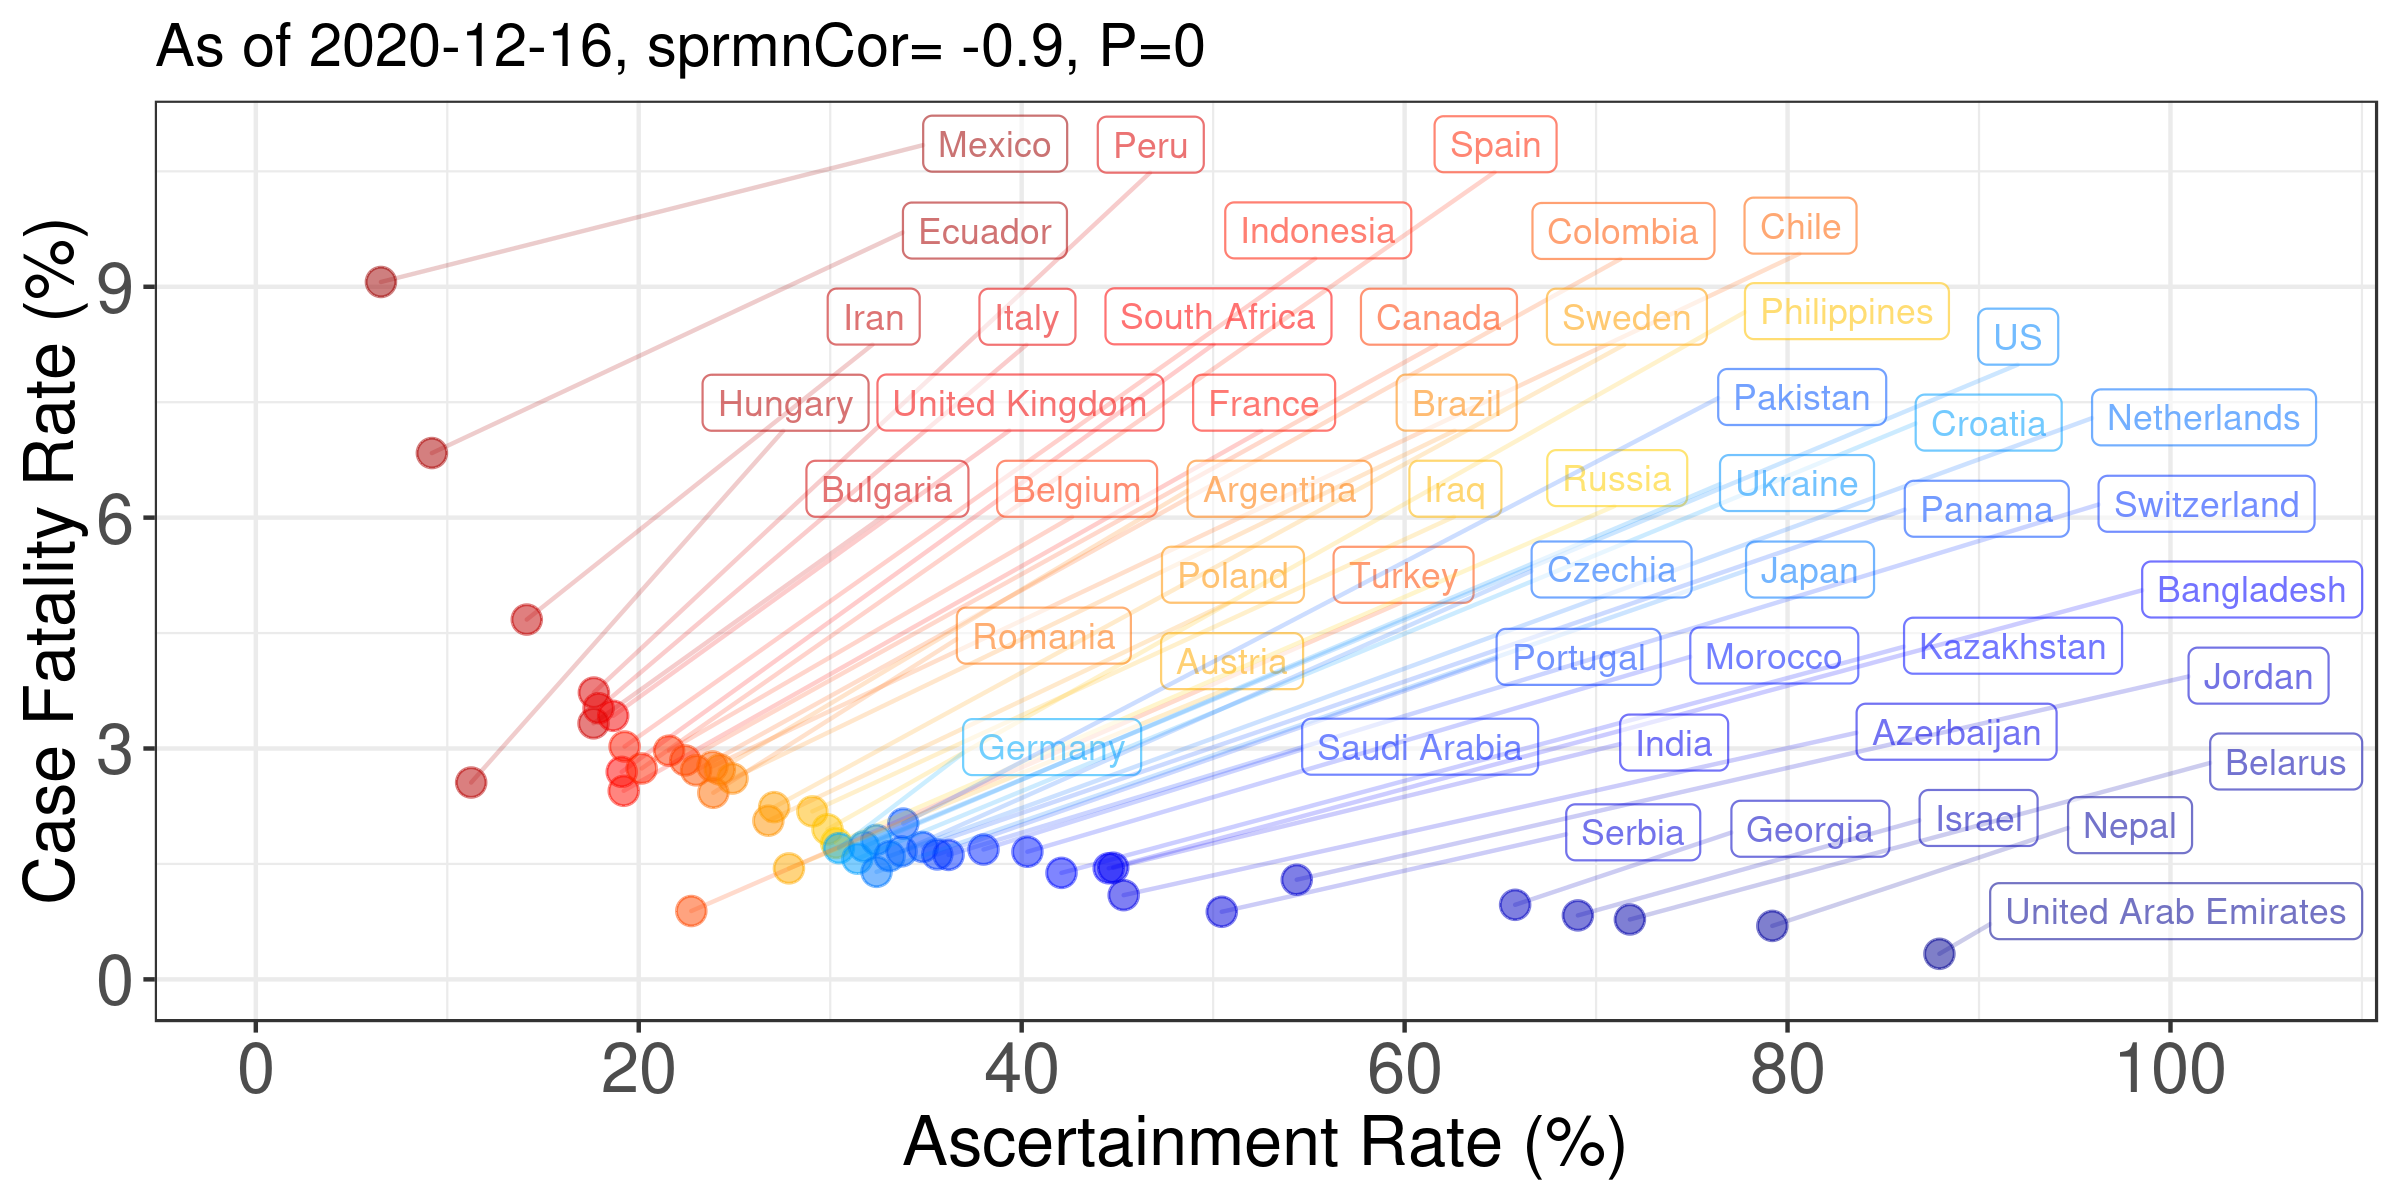 As of 2020-12-16, sprmnCor= -0.9, P=0
Case Fatality Rate (%)
9
6
3
0
Mexico
Peru
Spain
Ecuador
Indonesia
Colombia
Chile
Iran
Italy
South Africa
Canada
Sweden
Philippines
US
Hungary
United Kingdom
France
Brazil
Pakistan
Croatia
Netherlands
Bulgaria
Belgium
Argentina
Iraq
Russia
Ukraine
Panama
Switzerland
Poland
Turkey
Czechia
Japan
Bangladesh
Romania
Austria
Portugal
Morocco
Kazakhstan
Jordan
Germany
Saudi Arabia
India
Azerbaijan
Belarus
Serbia
Georgia
Israel
Nepal
United Arab Emirates
0
20
40
60
80
100
Ascertainment Rate (%)